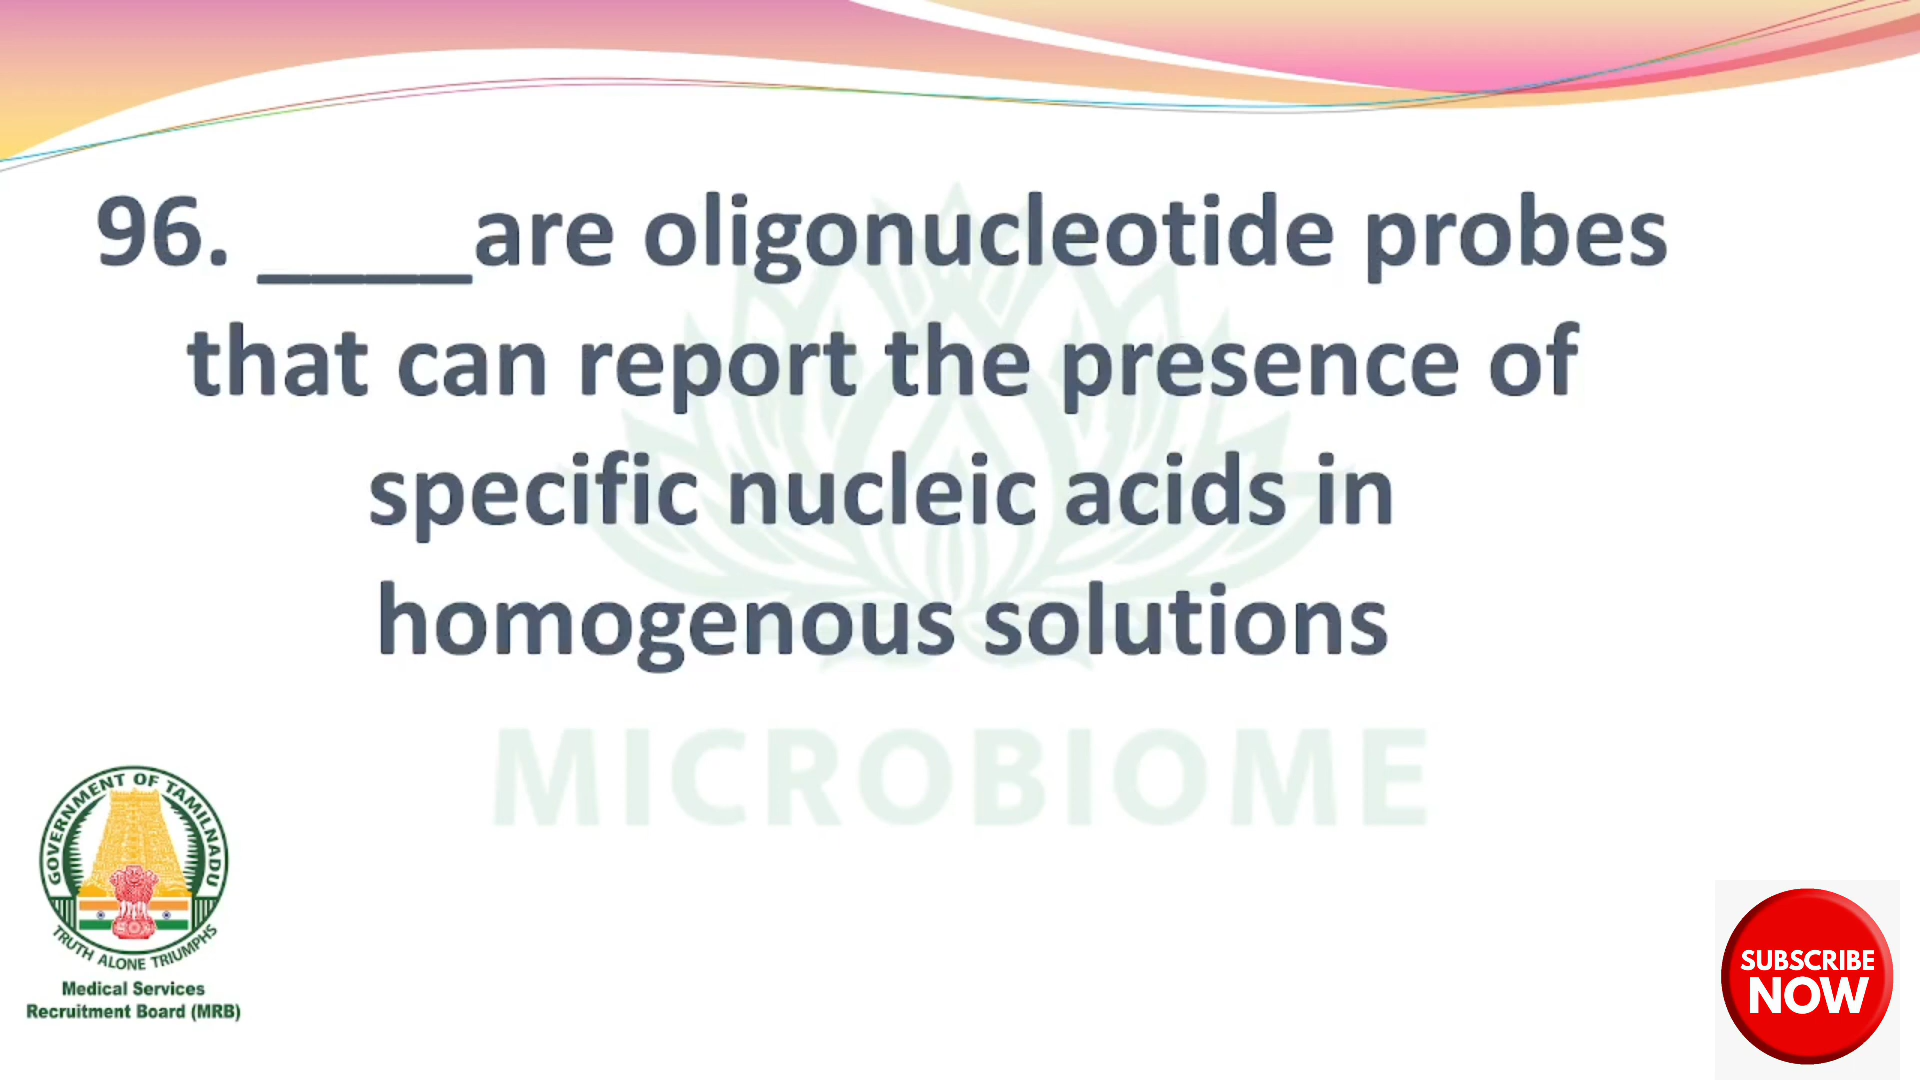 96. ____are oligonucleotide probes
that can report the presence of
specific nucleic acids in
homogenous solutions
MICROBIOME
GOVERNMENT OF TAMILNADU
TRUTH ALONE TRIUMPHS
Medical Services
Recruitment Board (MRB)
SUBSCRIBE
NOW